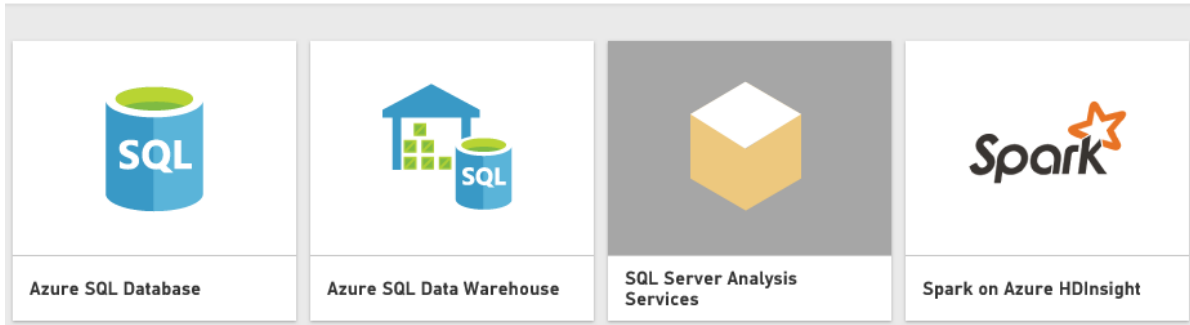 SQL
SQL
Spark
Azure SQL Database
Azure SQL Data Warehouse
SQL Server Analysis
Services
Spark on Azure HDInsight